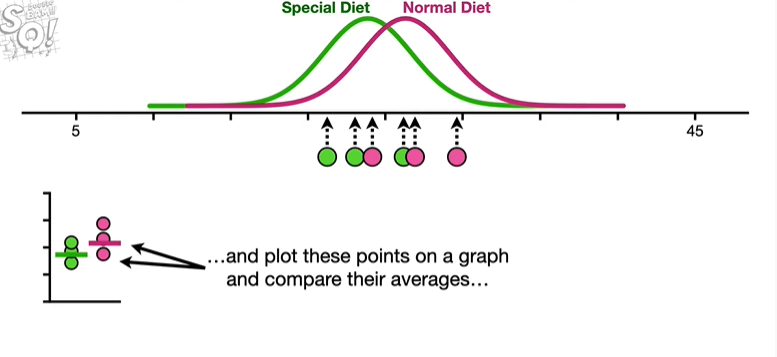 Special Diet
Normal Diet
5
45
...and plot these points on a graph
and compare their averages...